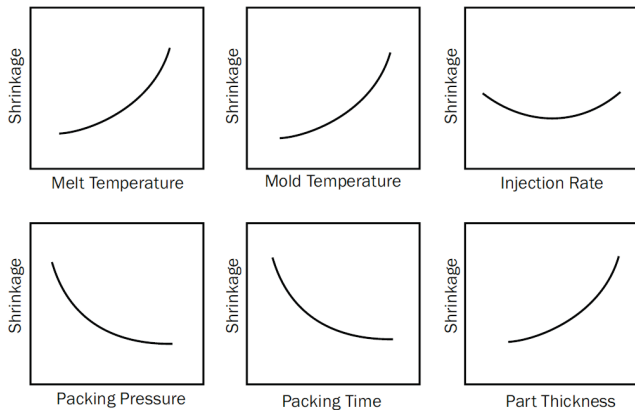 Shrinkage
Melt Temperature
Shrinkage
Mold Temperature
Shrinkage
Injection Rate
Shrinkage
Packing Pressure
Shrinkage
Packing Time
Shrinkage
Part Thickness